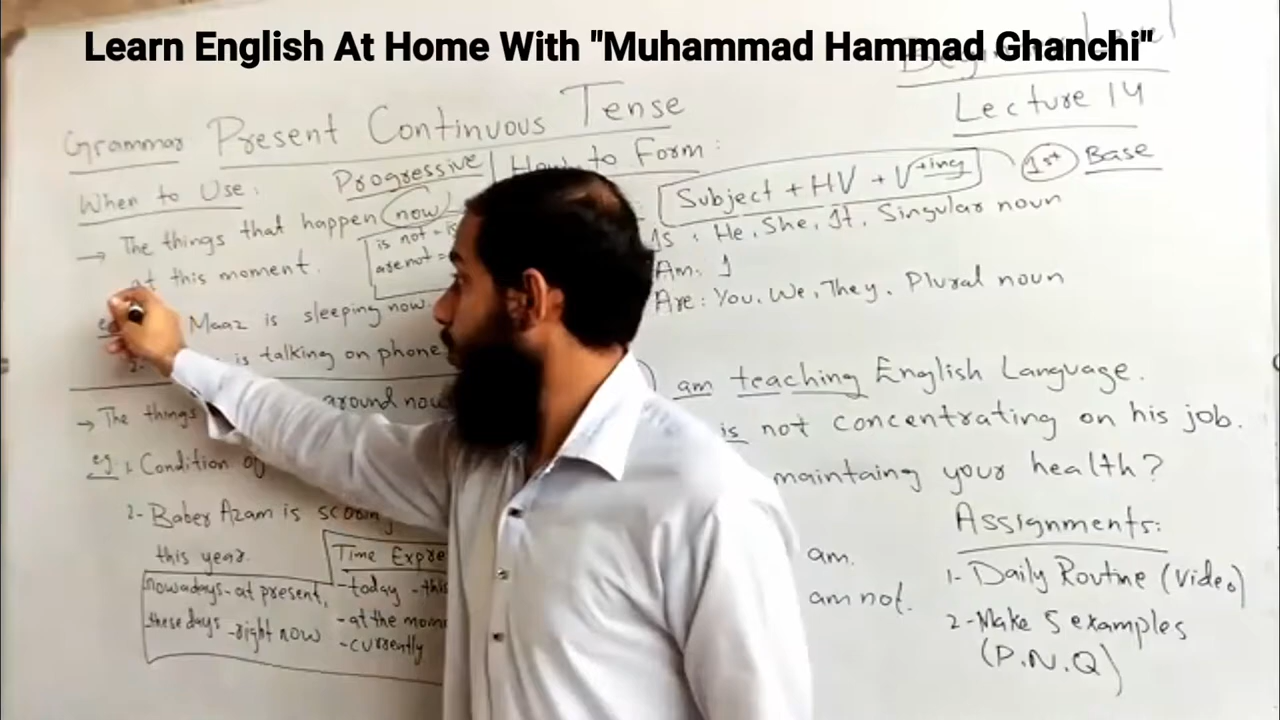 Learn English At Home With "Muhammad Hammad Ghanchi"
Beginner Level
Lecture 14
Grammar Present Continuous Tense
Progressive
When to Use:
→ The things that happen now
at this moment.
is not =
are not =
eg
Maaz is sleeping now.
2- is talking on phone
→ The things around now
eg 1. Condition of
2- Baber Azam is scoring
this year.
nowadays - at present,
these days - right now
Time Expre
- today - this
- at the mom
- currently
How to Form:
Subject + HV + V+ing
1st Base
Is : He, She, It, Singular noun
Am: I
Are: You, We, They, Plural noun
am teaching English Language.
is not concentrating on his job.
maintaing your health?
am.
am not.
Assignments:
1- Daily Routine (Video)
2- Make 5 examples
(P.N.Q)